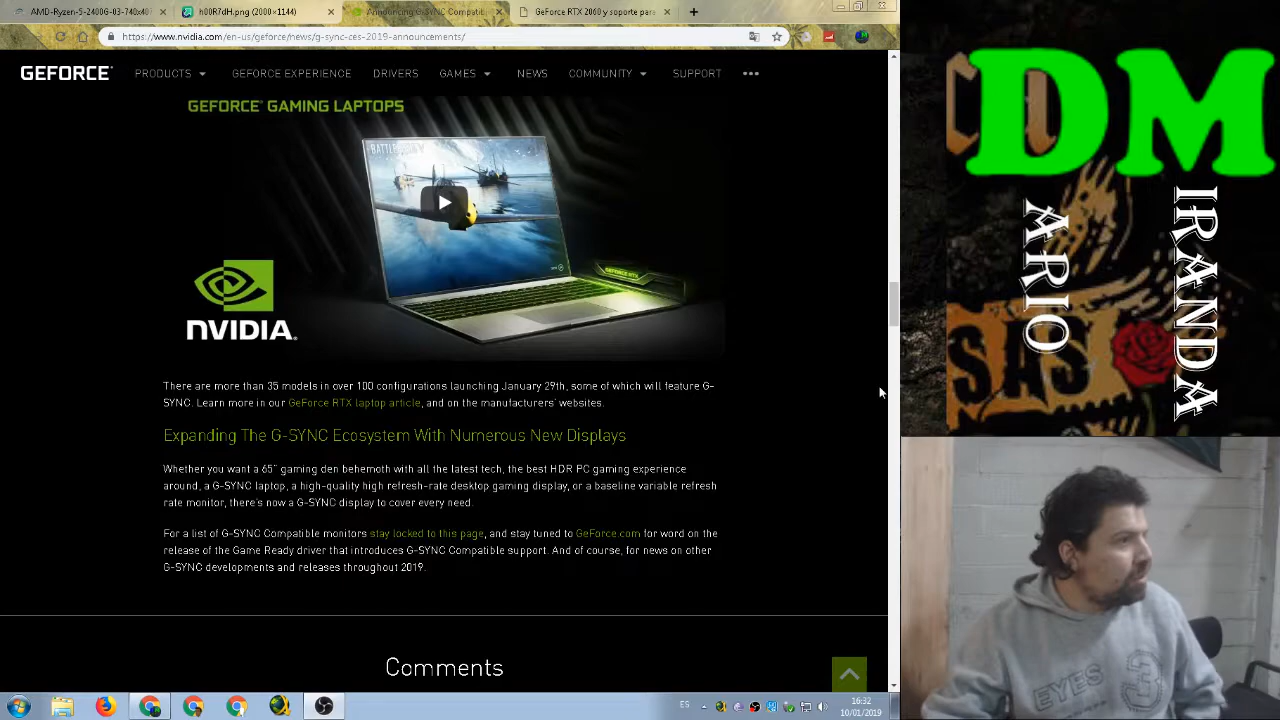 AMD-Ryzen-5-2400G-03-740x40
h00R7dH.png (2000×1144)
Announcing G-SYNC Compatib
GeForce RTX 2060 y soporte para
https://www.nvidia.com/en-us/geforce/news/g-sync-ces-2019-announcements/
GEFORCE
PRODUCTS
GEFORCE EXPERIENCE
DRIVERS
GAMES
NEWS
COMMUNITY
SUPPORT
GEFORCE® GAMING LAPTOPS
BATTLEFIELD
GEFORCE RTX
NVIDIA.
There are more than 35 models in over 100 configurations launching January 29th, some of which will feature G-
SYNC. Learn more in our GeForce RTX laptop article, and on the manufacturers' websites.
Expanding The G-SYNC Ecosystem With Numerous New Displays
Whether you want a 65" gaming den behemoth with all the latest tech, the best HDR PC gaming experience
around, a G-SYNC laptop, a high-quality high refresh-rate desktop gaming display, or a baseline variable refresh
rate monitor, there's now a G-SYNC display to cover every need.
For a list of G-SYNC Compatible monitors stay locked to this page, and stay tuned to GeForce.com for word on the
release of the Game Ready driver that introduces G-SYNC Compatible support. And of course, for news on other
G-SYNC developments and releases throughout 2019.
Comments
ES
16:32
10/01/2019
DM
ARIO
IRANDA
SAS
EYES
3